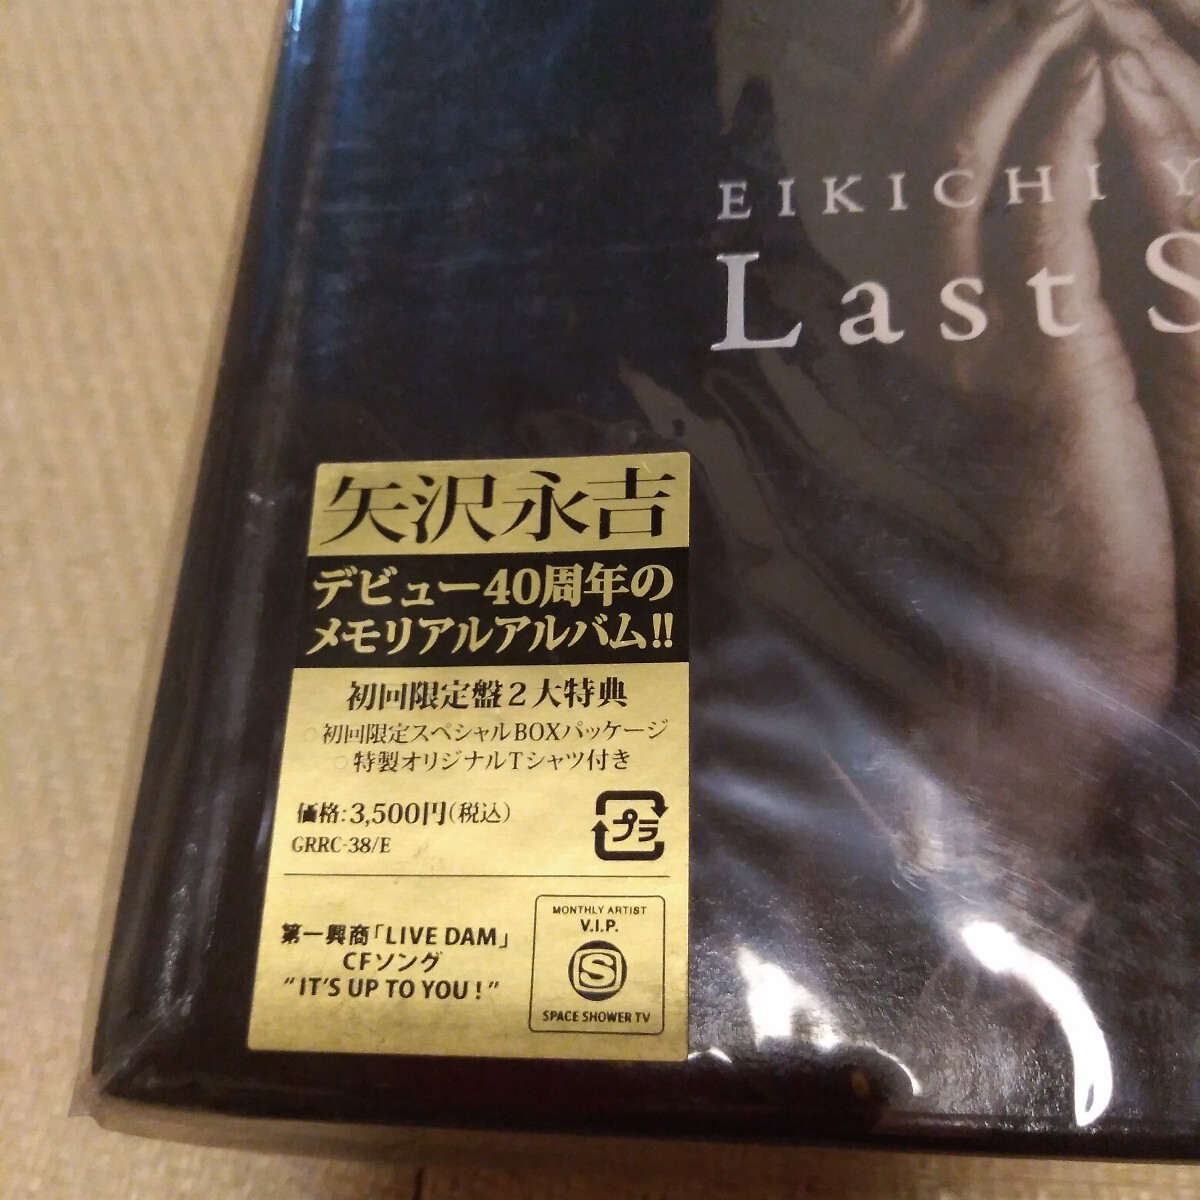 EIKICHI Y
Last S
矢沢永吉
デビュー40周年の
メモリアルアルバム!!
初回限定盤2大特典
○初回限定スペシャルBOXパッケージ
○特製オリジナルTシャツ付き
価格:3,500円(税込)
GRRC-38/E
プラ
第一興商「LIVE DAM」
CFソング
“IT'S UP TO YOU!”
MONTHLY ARTIST
V.I.P.
S
SPACE SHOWER TV